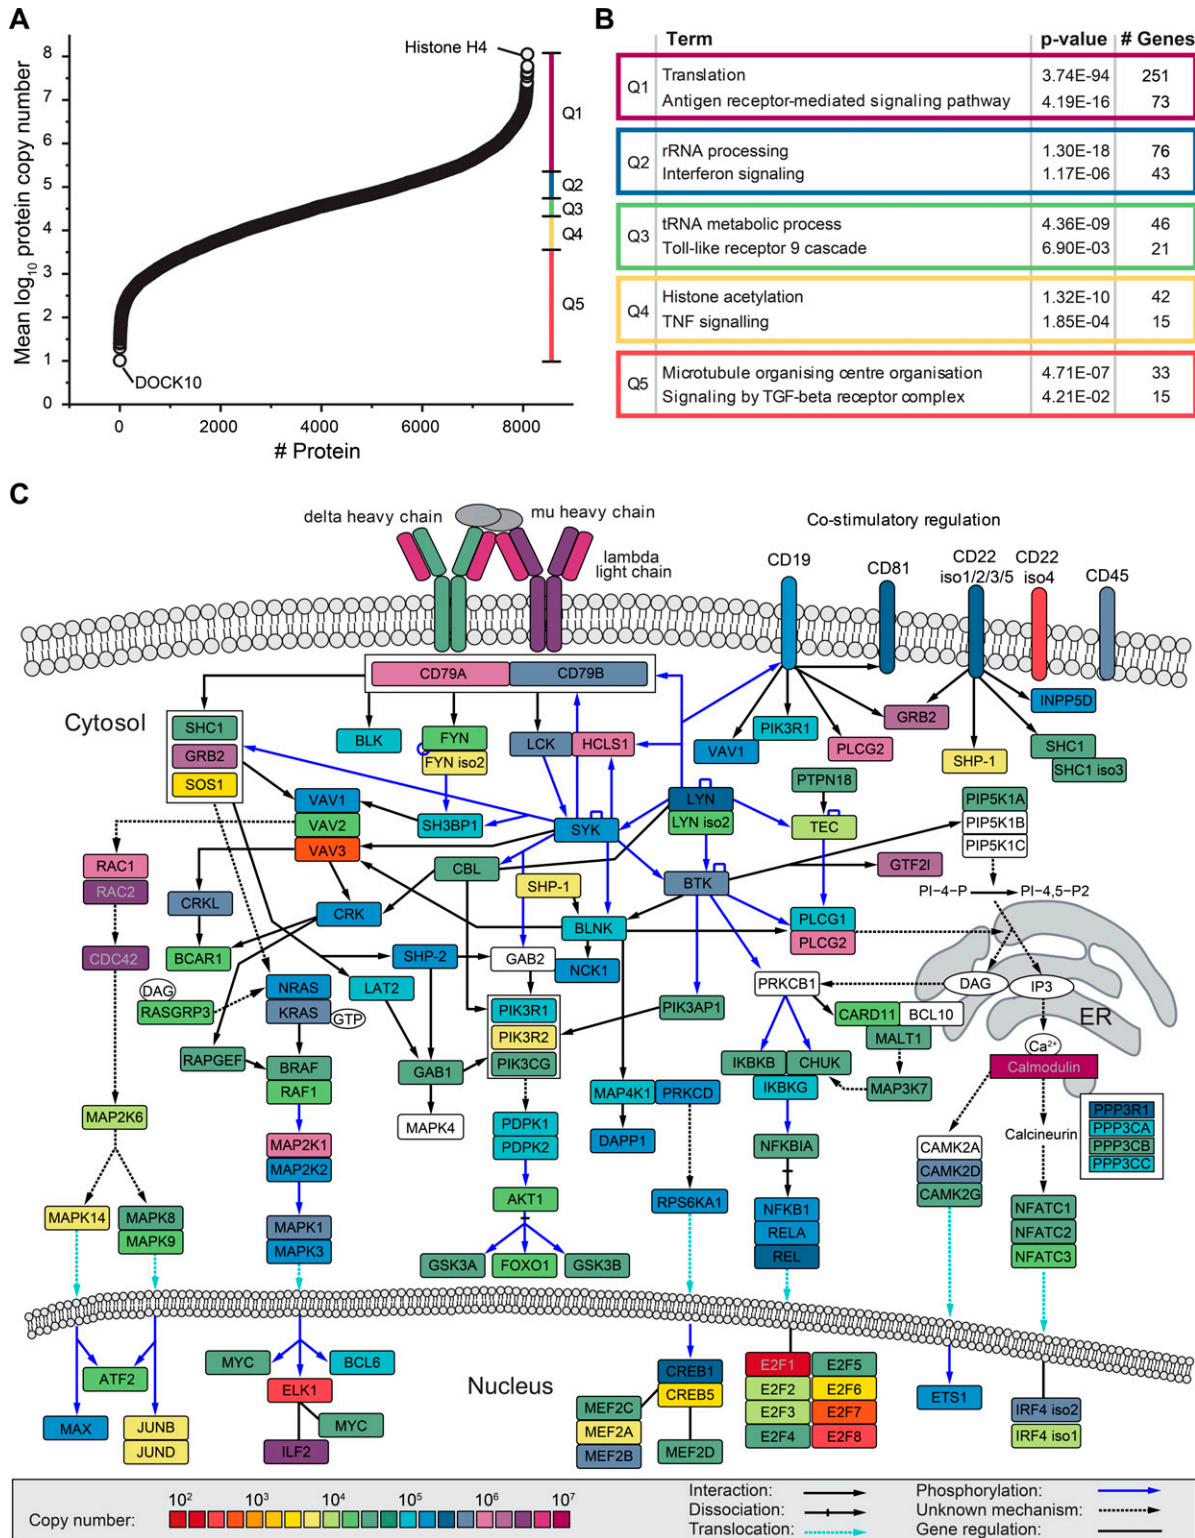 A
Mean log10 protein copy number
8
7
6
5
4
3
2
1
0
Histone H4
DOCK10
Q1
Q2
Q3
Q4
Q5
0 2000 4000 6000 8000
# Protein
B
Term p-value # Genes
Q1
Translation 3.74E-94 251
Antigen receptor-mediated signaling pathway 4.19E-16 73
Q2
rRNA processing 1.30E-18 76
Interferon signaling 1.17E-06 43
Q3
tRNA metabolic process 4.36E-09 46
Toll-like receptor 9 cascade 6.90E-03 21
Q4
Histone acetylation 1.32E-10 42
TNF signalling 1.85E-04 15
Q5
Microtubule organising centre organisation 4.71E-07 33
Signaling by TGF-beta receptor complex 4.21E-02 15
C
delta heavy chain
mu heavy chain
lambda
light chain
Co-stimulatory regulation
CD19
CD81
CD22
iso1/2/3/5
CD22
iso4
CD45
CD79A
CD79B
Cytosol
SHC1
GRB2
SOS1
BLK
FYN
FYN iso2
LCK
HCLS1
VAV1
PIK3R1
PLCG2
GRB2
SHP-1
INPP5D
SHC1
SHC1 iso3
PTPN18
VAV1
VAV2
VAV3
SH3BP1
SYK
LYN
LYN iso2
TEC
PIP5K1A
PIP5K1B
PIP5K1C
RAC1
RAC2
CRKL
CRK
CBL
SHP-1
BTK
GTF2I
PI-4-P
PI-4,5-P2
CDC42
BCAR1
SHP-2
GAB2
BLNK
NCK1
PLCG1
PLCG2
DAG
RASGRP3
NRAS
KRAS
GTP
LAT2
PIK3R1
PIK3R2
PIK3CG
PIK3AP1
PRKCB1
DAG
IP3
ER
CARD11
BCL10
MALT1
RAPGEF
BRAF
RAF1
GAB1
IKBKB
CHUK
IKBKG
MAP3K7
Ca2+
Calmodulin
MAP2K6
MAP2K1
MAP2K2
MAPK4
PDPK1
PDPK2
MAP4K1
PRKCD
DAPP1
NFKBIA
CAMK2A
CAMK2D
CAMK2G
Calcineurin
PPP3R1
PPP3CA
PPP3CB
PPP3CC
MAPK14
MAPK8
MAPK9
MAPK1
MAPK3
AKT1
GSK3A
FOXO1
GSK3B
RPS6KA1
NFKB1
RELA
REL
NFATC1
NFATC2
NFATC3
ATF2
MAX
JUNB
JUND
MYC
BCL6
ELK1
MYC
ILF2
Nucleus
CREB1
CREB5
MEF2C
MEF2A
MEF2B
MEF2D
E2F1
E2F2
E2F3
E2F4
E2F5
E2F6
E2F7
E2F8
ETS1
IRF4 iso2
IRF4 iso1
Copy number:
10² 10³ 10⁴ 10⁵ 10⁶ 10⁷
Interaction:
Dissociation:
Translocation:
Phosphorylation:
Unknown mechanism:
Gene regulation: